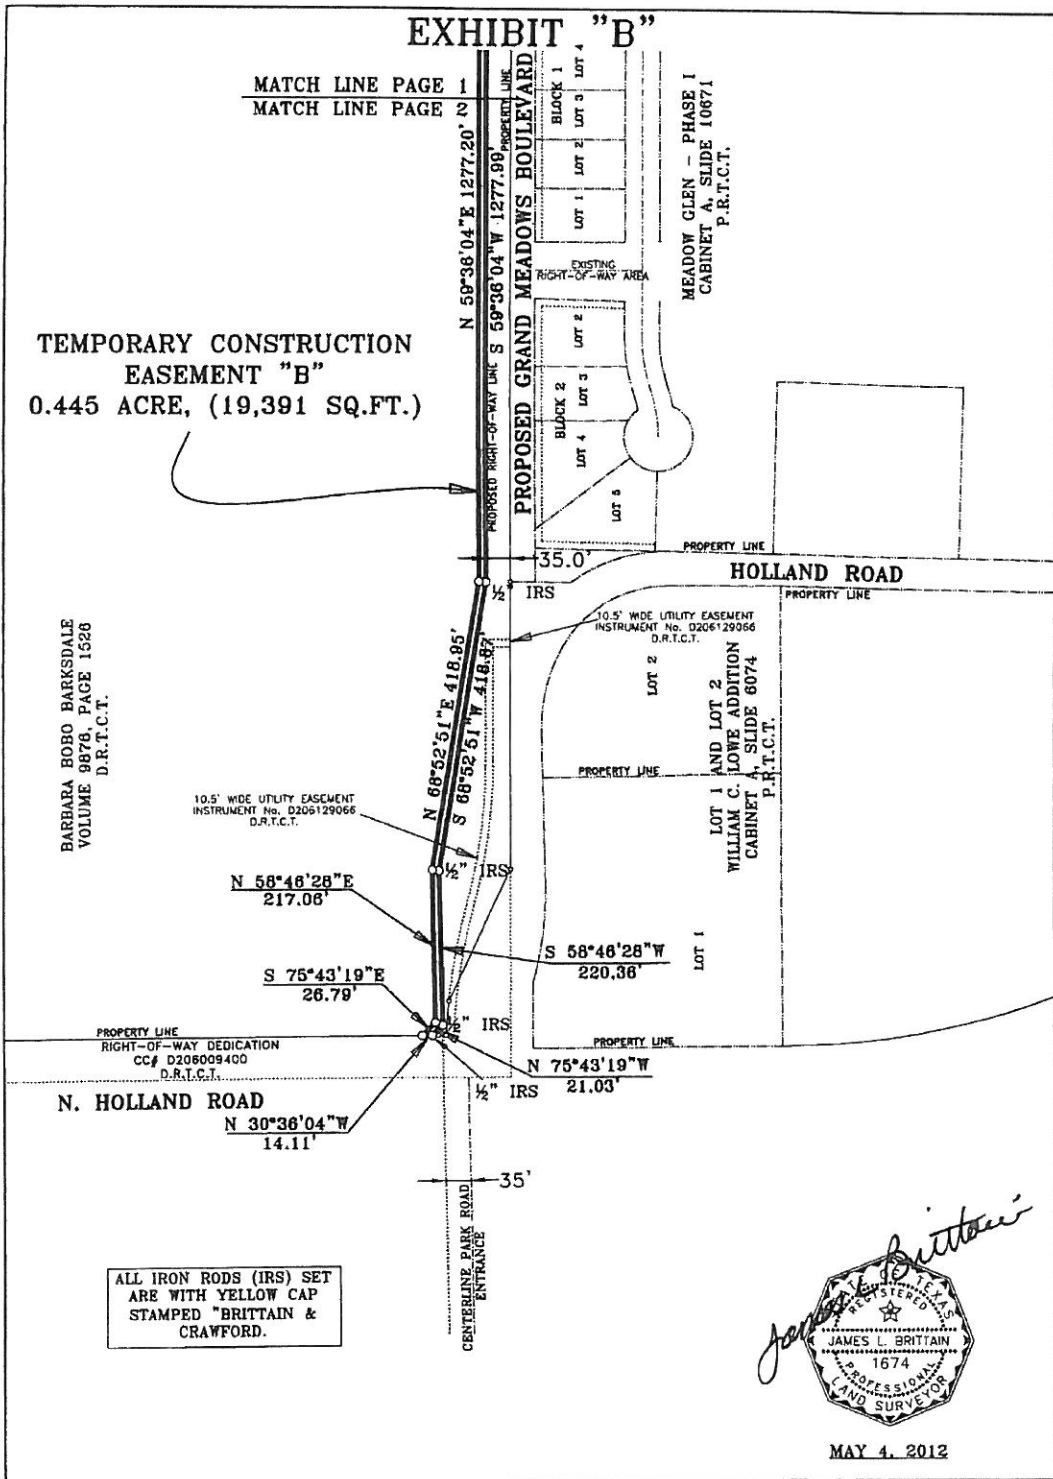 EXHIBIT "B"
MATCH LINE PAGE 1
MATCH LINE PAGE 2
N 59°36'04"E 1277.20'
S 59°36'04"W 1277.99'
PROPERTY LINE
PROPOSED RIGHT-OF-WAY LINE
PROPOSED GRAND MEADOWS BOULEVARD
BLOCK 1
LOT 4
LOT 3
LOT 2
LOT 1
EXISTING
RIGHT-OF-WAY AREA
MEADOW GLEN - PHASE I
CABINET A, SLIDE 10671
P.R.T.C.T.
LOT 2
BLOCK 2
LOT 3
LOT 4
LOT 5
TEMPORARY CONSTRUCTION
EASEMENT "B"
0.445 ACRE, (19,391 SQ.FT.)
35.0'
PROPERTY LINE
HOLLAND ROAD
PROPERTY LINE
½" IRS
10.5' WIDE UTILITY EASEMENT
INSTRUMENT No. D206129066
D.R.T.C.T.
BARBARA BOBO BARKSDALE
VOLUME 9878, PAGE 1526
D.R.T.C.T.
N 68°52'51"E 418.95'
S 68°52'51"W 418.87'
LOT 2
LOT 1 AND LOT 2
WILLIAM C. LOWE ADDITION
CABINET A, SLIDE 6074
P.R.T.C.T.
PROPERTY LINE
10.5' WIDE UTILITY EASEMENT
INSTRUMENT No. D206129066
D.R.T.C.T.
½" IRS
N 58°46'28"E
217.06'
S 58°46'28"W
220.36'
LOT 1
S 75°43'19"E
26.79'
½" IRS
PROPERTY LINE
RIGHT-OF-WAY DEDICATION
CC# D206009400
D.R.T.C.T.
PROPERTY LINE
N 75°43'19"W
21.03'
½" IRS
N. HOLLAND ROAD
N 30°36'04"W
14.11'
35'
CENTERLINE PARK ROAD
ENTRANCE
ALL IRON RODS (IRS) SET
ARE WITH YELLOW CAP
STAMPED "BRITTAIN &
CRAWFORD.
James L Brittain
STATE OF TEXAS
REGISTERED
JAMES L. BRITTAIN
1674
PROFESSIONAL
LAND SURVEYOR
MAY 4, 2012